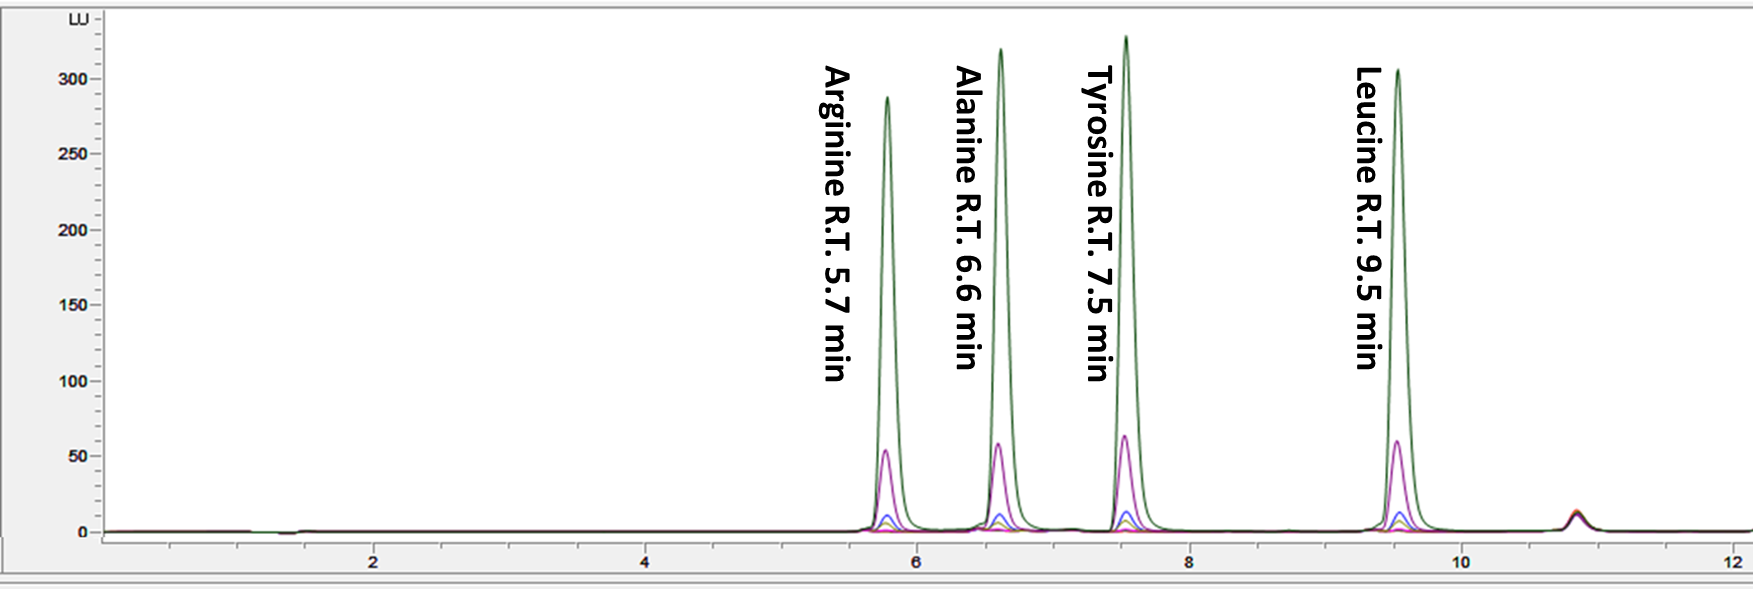 LU
300
250
200
150
100
50
0
Arginine R.T. 5.7 min
Alanine R.T. 6.6 min
Tyrosine R.T. 7.5 min
Leucine R.T. 9.5 min
2 4 6 8 10 12